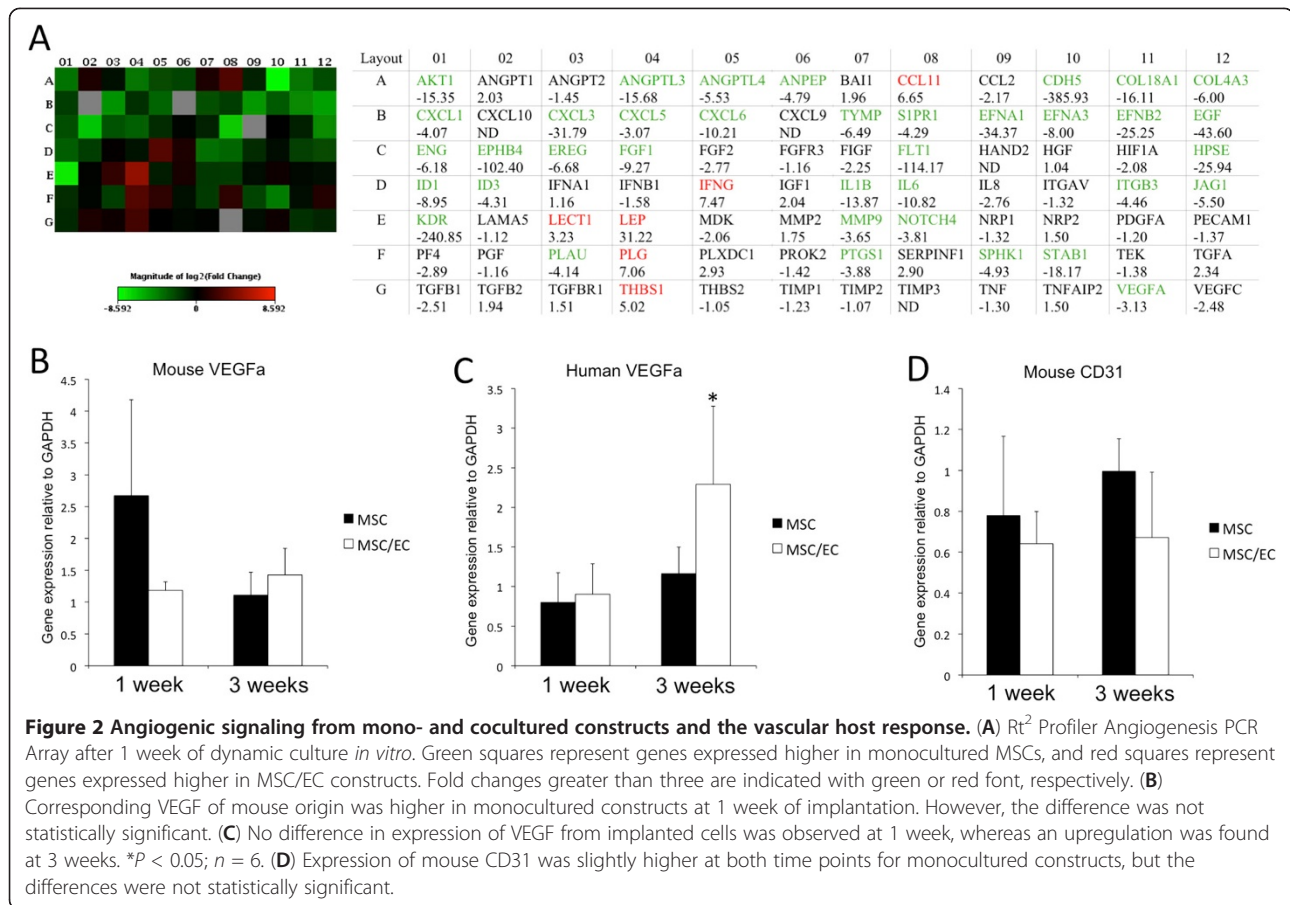 A
01 02 03 04 05 06 07 08 09 10 11 12
A
B
C
D
E
F
G
Magnitude of log2(Fold Change)
-8.592 0 8.592
Layout 01 02 03 04 05 06 07 08 09 10 11 12
A AKT1 ANGPT1 ANGPT2 ANGPTL3 ANGPTL4 ANPEP BAI1 CCL11 CCL2 CDH5 COL18A1 COL4A3
-15.35 2.03 -1.45 -15.68 -5.53 -4.79 1.96 6.65 -2.17 -385.93 -16.11 -6.00
B CXCL1 CXCL10 CXCL3 CXCL5 CXCL6 CXCL9 TYMP S1PR1 EFNA1 EFNA3 EFNB2 EGF
-4.07 ND -31.79 -3.07 -10.21 ND -6.49 -4.29 -34.37 -8.00 -25.25 -43.60
C ENG EPHB4 EREG FGF1 FGF2 FGFR3 FIGF FLT1 HAND2 HGF HIF1A HPSE
-6.18 -102.40 -6.68 -9.27 -2.77 -1.16 -2.25 -114.17 ND 1.04 -2.08 -25.94
D ID1 ID3 IFNA1 IFNB1 IFNG IGF1 IL1B IL6 IL8 ITGAV ITGB3 JAG1
-8.95 -4.31 1.16 -1.58 7.47 2.04 -13.87 -10.82 -2.76 -1.32 -4.46 -5.50
E KDR LAMA5 LECT1 LEP MDK MMP2 MMP9 NOTCH4 NRP1 NRP2 PDGFA PECAM1
-240.85 -1.12 3.23 31.22 -2.06 1.75 -3.65 -3.81 -1.32 1.50 -1.20 -1.37
F PF4 PGF PLAU PLG PLXDC1 PROK2 PTGS1 SERPINF1 SPHK1 STAB1 TEK TGFA
-2.89 -1.16 -4.14 7.06 2.93 -1.42 -3.88 2.90 -4.93 -18.17 -1.38 2.34
G TGFB1 TGFB2 TGFBR1 THBS1 THBS2 TIMP1 TIMP2 TIMP3 TNF TNFAIP2 VEGFA VEGFC
-2.51 1.94 1.51 5.02 -1.05 -1.23 -1.07 ND -1.30 1.50 -3.13 -2.48
B
Mouse VEGFa
Gene expression relative to GAPDH
4.5
4
3.5
3
2.5
2
1.5
1
0.5
0
1 week 3 weeks
MSC
MSC/EC
C
Human VEGFa
Gene expression relative to GAPDH
3.5
3
2.5
2
1.5
1
0.5
0
*
1 week 3 weeks
MSC
MSC/EC
D
Mouse CD31
Gene expression relative to GAPDH
1.4
1.2
1
0.8
0.6
0.4
0.2
0
1 week 3 weeks
MSC
MSC/EC
Figure 2 Angiogenic signaling from mono- and cocultured constructs and the vascular host response. (A) Rt2 Profiler Angiogenesis PCR
Array after 1 week of dynamic culture in vitro. Green squares represent genes expressed higher in monocultured MSCs, and red squares represent
genes expressed higher in MSC/EC constructs. Fold changes greater than three are indicated with green or red font, respectively. (B)
Corresponding VEGF of mouse origin was higher in monocultured constructs at 1 week of implantation. However, the difference was not
statistically significant. (C) No difference in expression of VEGF from implanted cells was observed at 1 week, whereas an upregulation was found
at 3 weeks. *P < 0.05; n = 6. (D) Expression of mouse CD31 was slightly higher at both time points for monocultured constructs, but the
differences were not statistically significant.